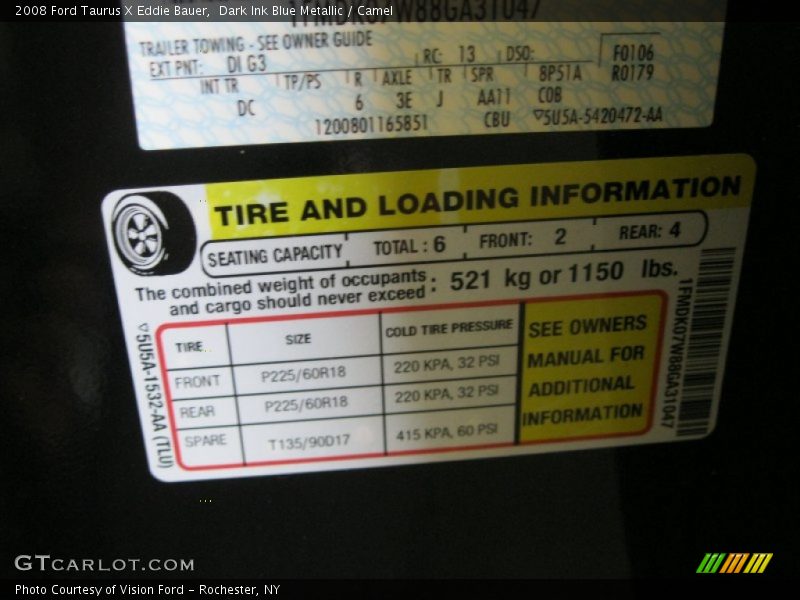 2008 Ford Taurus X Eddie Bauer,  Dark Ink Blue Metallic / Camel
TRAILER TOWING - SEE OWNER GUIDE
EXT PNT: DI G3 RC: 13 DSO: F0106
INT TR TP/PS R AXLE TR SPR 8P51A R0179
DC 6 3E J AA11 C08
1200801165851 CBU ▽5U5A-5420472-AA
TIRE AND LOADING INFORMATION
SEATING CAPACITY TOTAL : 6 FRONT: 2 REAR: 4
The combined weight of occupants
and cargo should never exceed : 521 kg or 1150 lbs.
TIRE SIZE COLD TIRE PRESSURE
FRONT P225/60R18 220 KPA, 32 PSI
REAR P225/60R18 220 KPA, 32 PSI
SPARE T135/90D17 415 KPA, 60 PSI
SEE OWNERS
MANUAL FOR
ADDITIONAL
INFORMATION
▽5U5A-1532-AA (TLU)
1FMDK07W88GA31047
GTCARLOT.COM
Photo Courtesy of Vision Ford - Rochester, NY